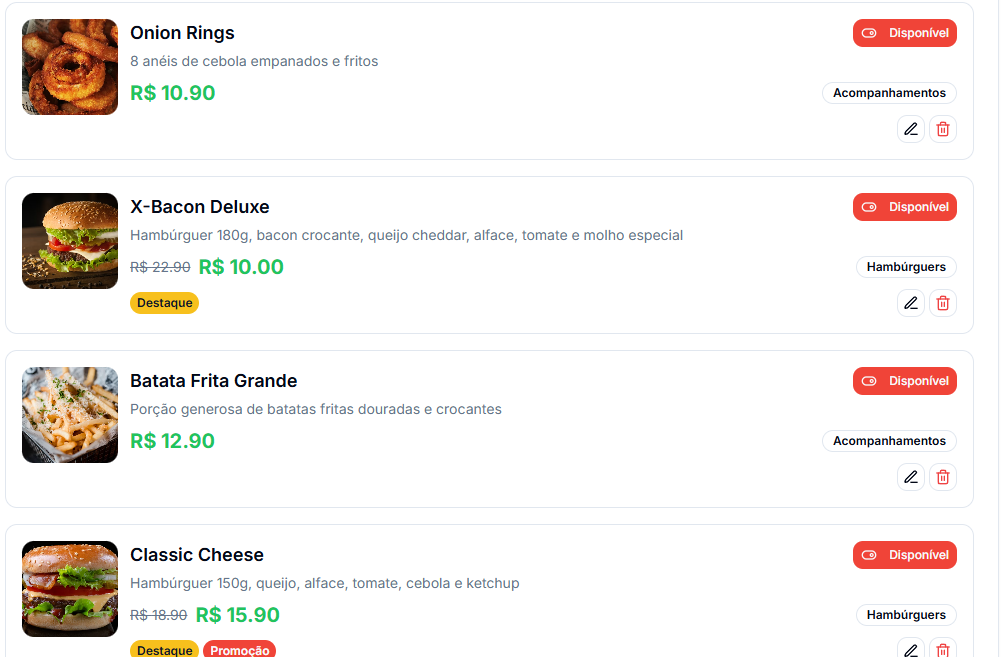 Onion Rings
Disponível
8 anéis de cebola empanados e fritos
R$ 10.90
Acompanhamentos
X-Bacon Deluxe
Disponível
Hambúrguer 180g, bacon crocante, queijo cheddar, alface, tomate e molho especial
R$ 22.90 R$ 10.00
Hambúrguers
Destaque
Batata Frita Grande
Disponível
Porção generosa de batatas fritas douradas e crocantes
R$ 12.90
Acompanhamentos
Classic Cheese
Disponível
Hambúrguer 150g, queijo, alface, tomate, cebola e ketchup
R$ 18.90 R$ 15.90
Hambúrguers
Destaque Promoção